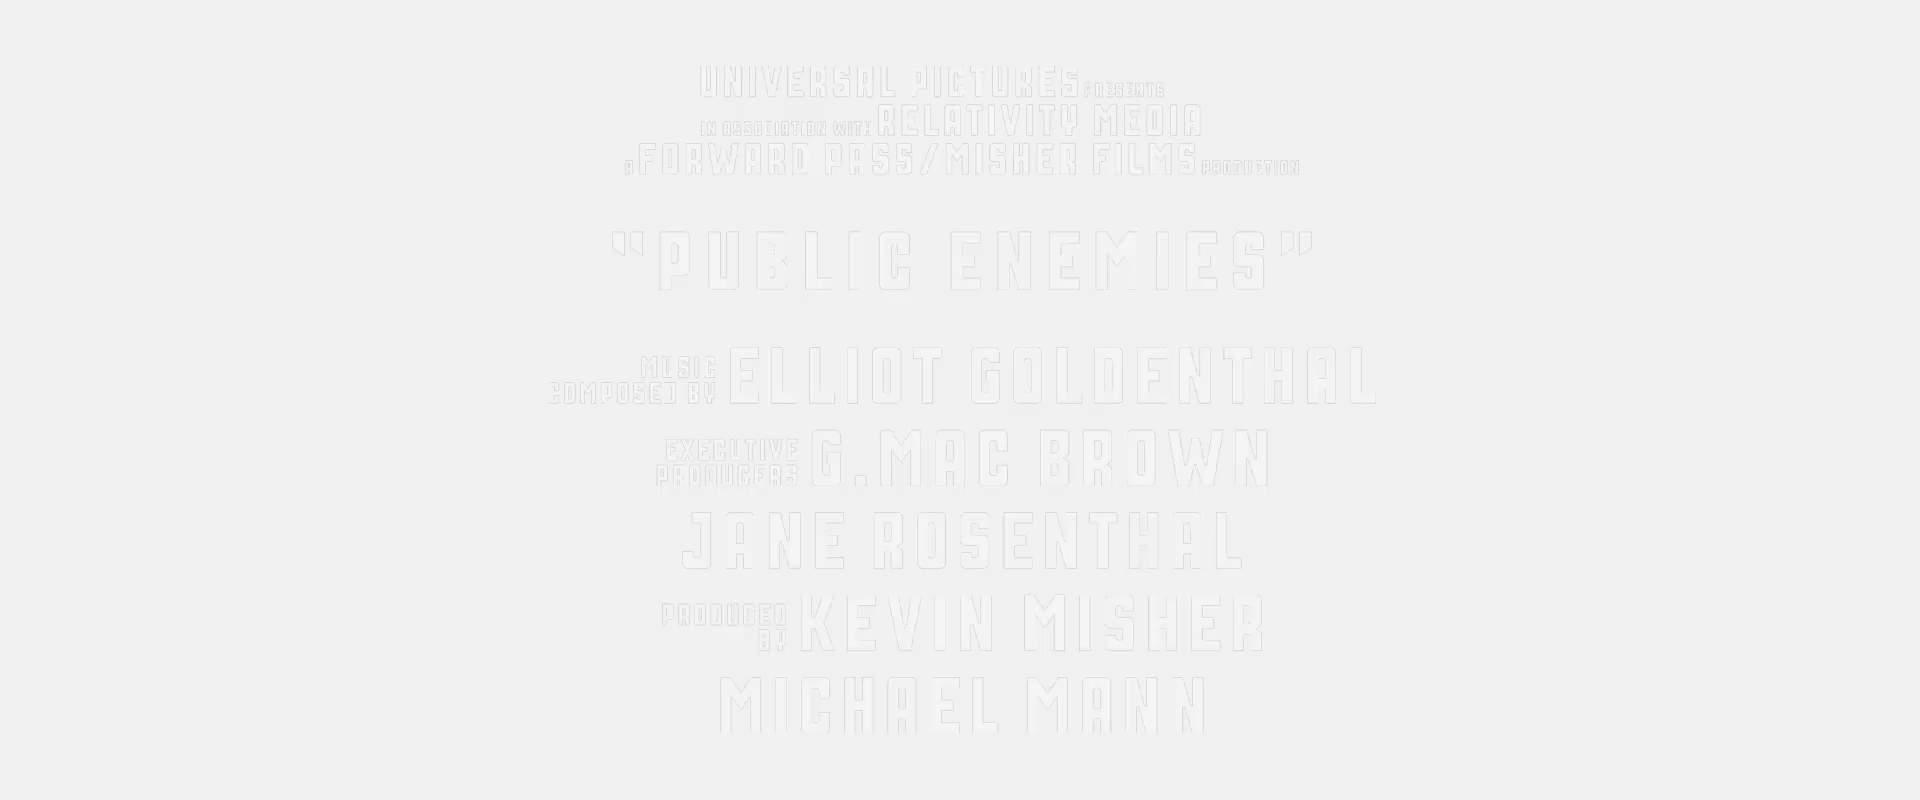 UNIVERSAL PICTURES PRESENTS
IN ASSOCIATION WITH RELATIVITY MEDIA
A FORWARD PASS/MISHER FILMS PRODUCTION
"PUBLIC ENEMIES"
MUSIC COMPOSED BY ELLIOT GOLDENTHAL
EXECUTIVE PRODUCERS G.MAC BROWN
JANE ROSENTHAL
PRODUCED BY KEVIN MISHER
MICHAEL MANN